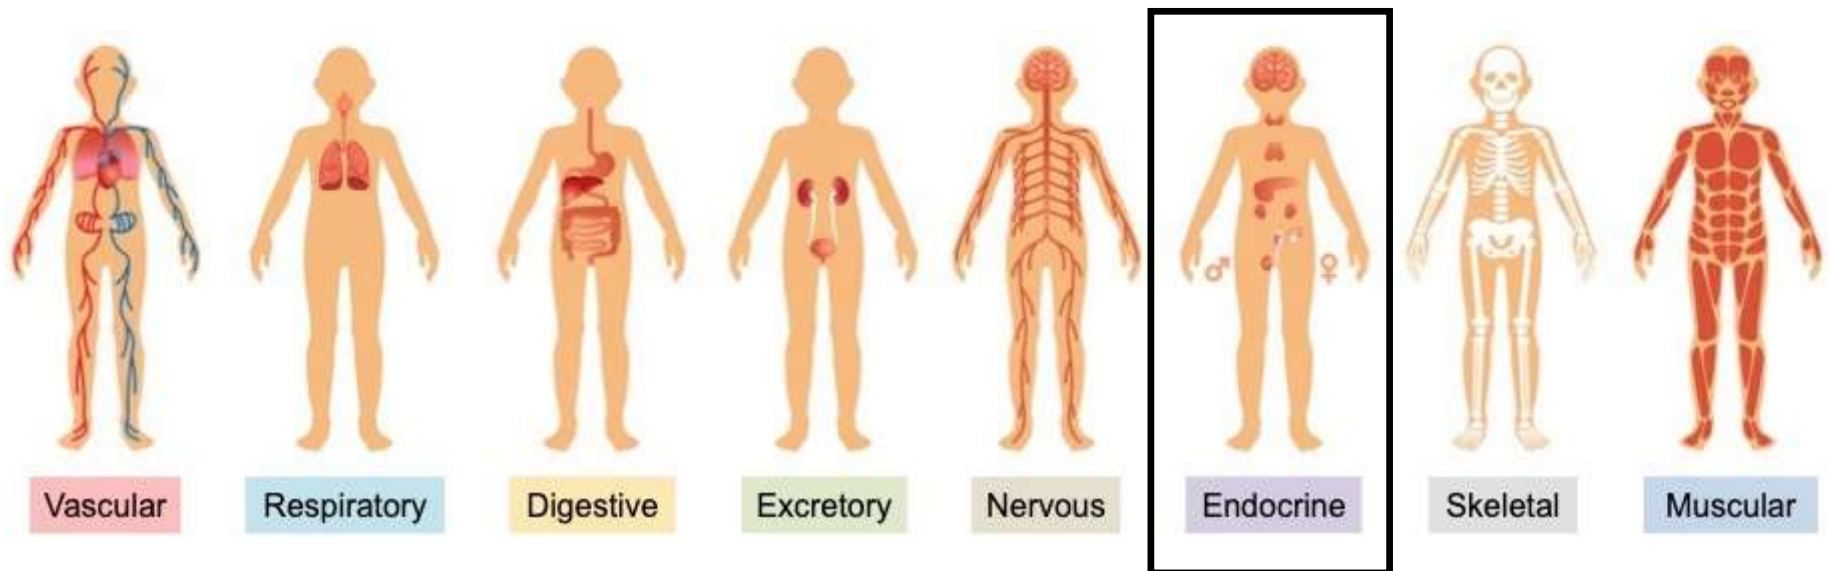 Vascular
Respiratory
Digestive
Excretory
Nervous
Endocrine
Skeletal
Muscular